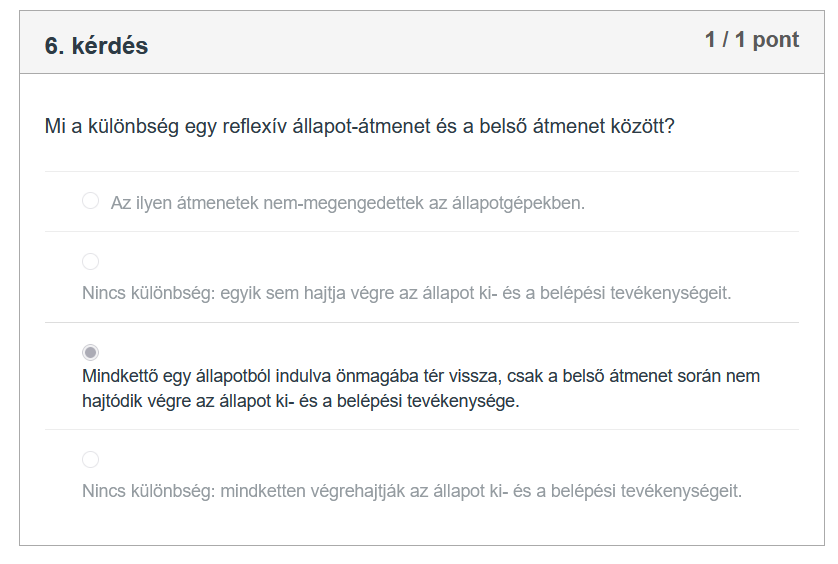 6. kérdés
1 / 1 pont
Mi a különbség egy reflexív állapot-átmenet és a belső átmenet között?
Az ilyen átmenetek nem-megengedettek az állapotgépekben.
Nincs különbség: egyik sem hajtja végre az állapot ki- és a belépési tevékenységeit.
Mindkettő egy állapotból indulva önmagába tér vissza, csak a belső átmenet során nem
hajtódik végre az állapot ki- és a belépési tevékenysége.
Nincs különbség: mindketten végrehajtják az állapot ki- és a belépési tevékenységeit.